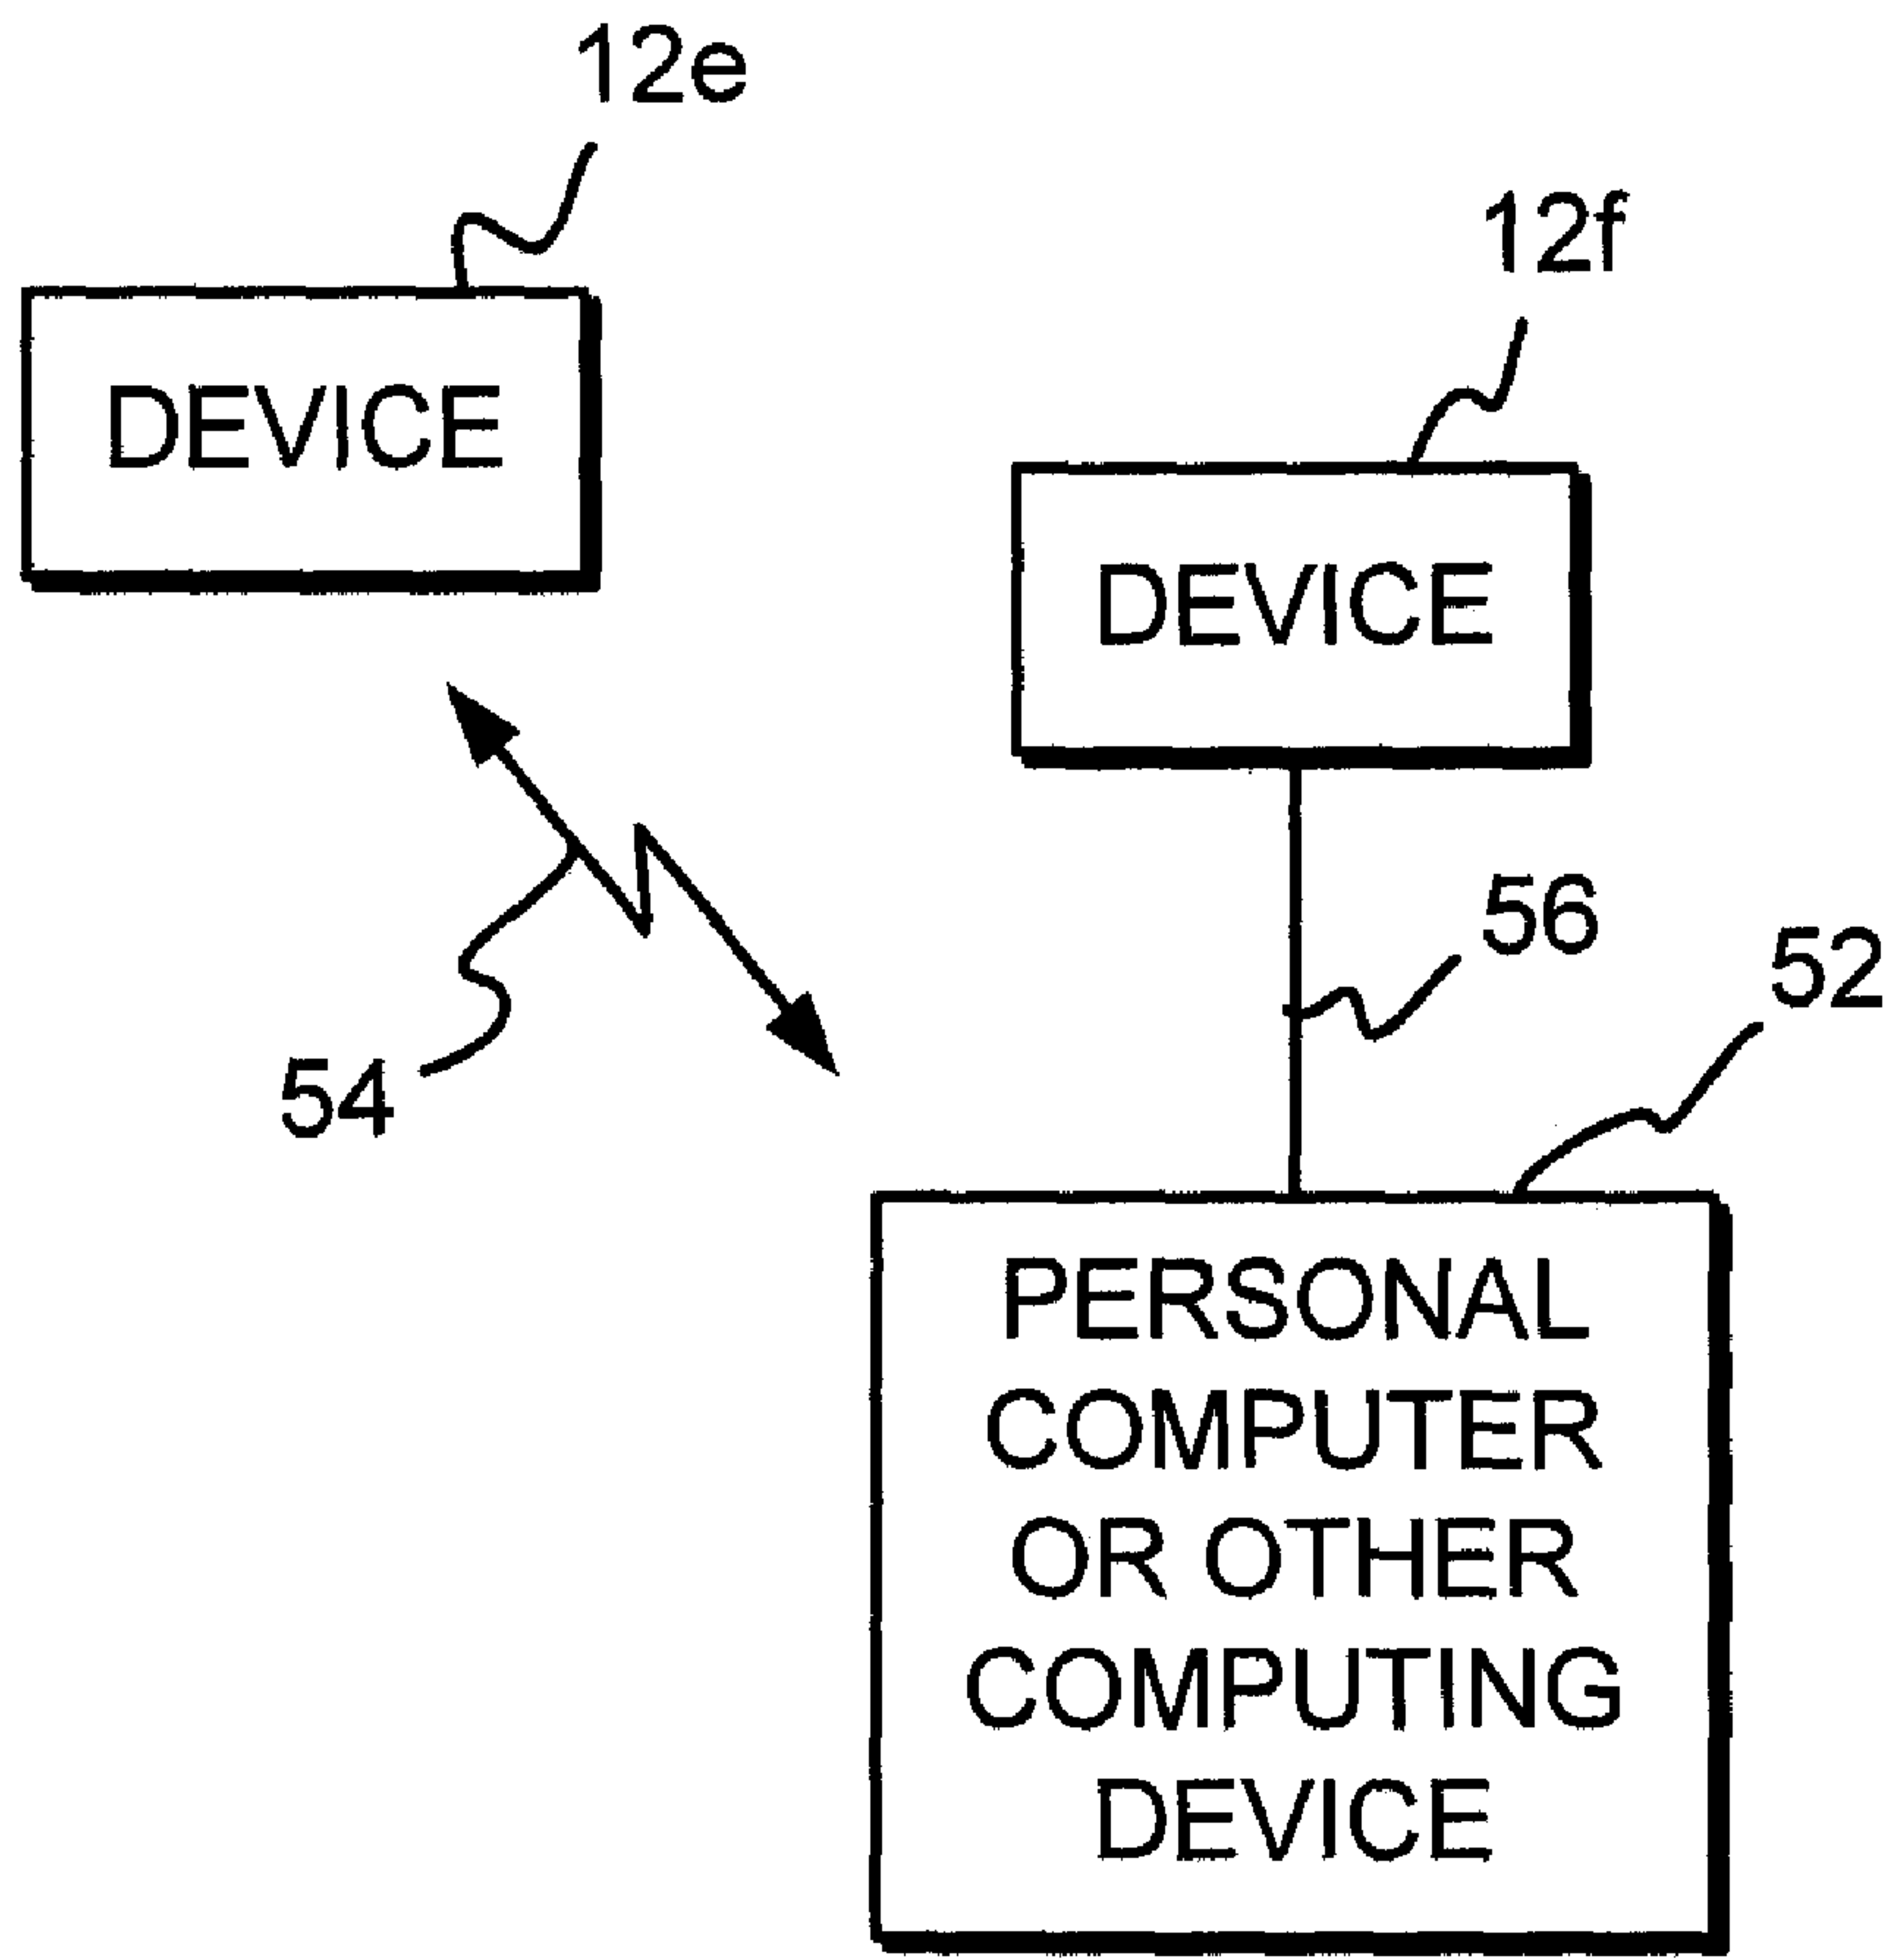 12e
12f
DEVICE
DEVICE
56
52
54
PERSONAL
COMPUTER
OR OTHER
COMPUTING
DEVICE